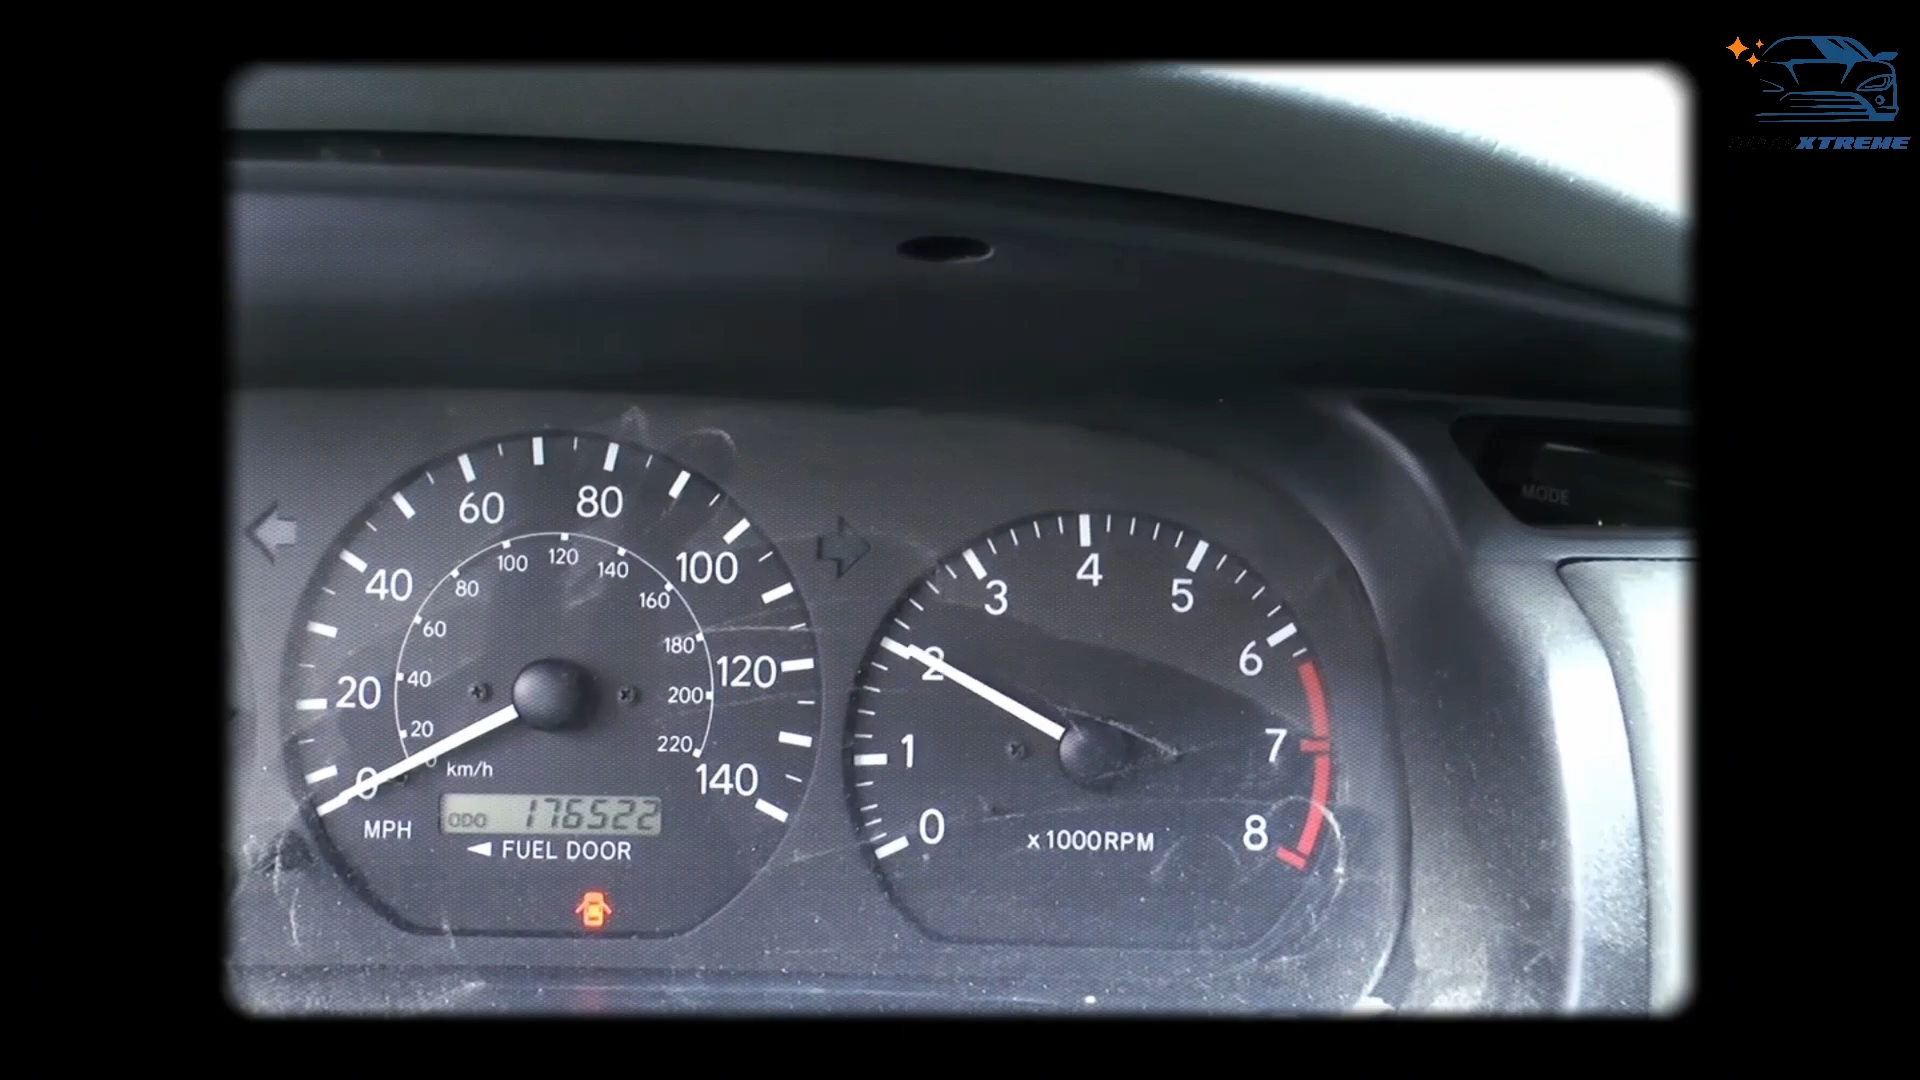 XTREME
MODE
60 80
40 100
20 120
0 140
100 120 140
80 160
60 180
40 200
20 220
0 km/h
MPH
ODO 176522
◄ FUEL DOOR
3 4 5
2 6
1 7
0 8
x1000RPM